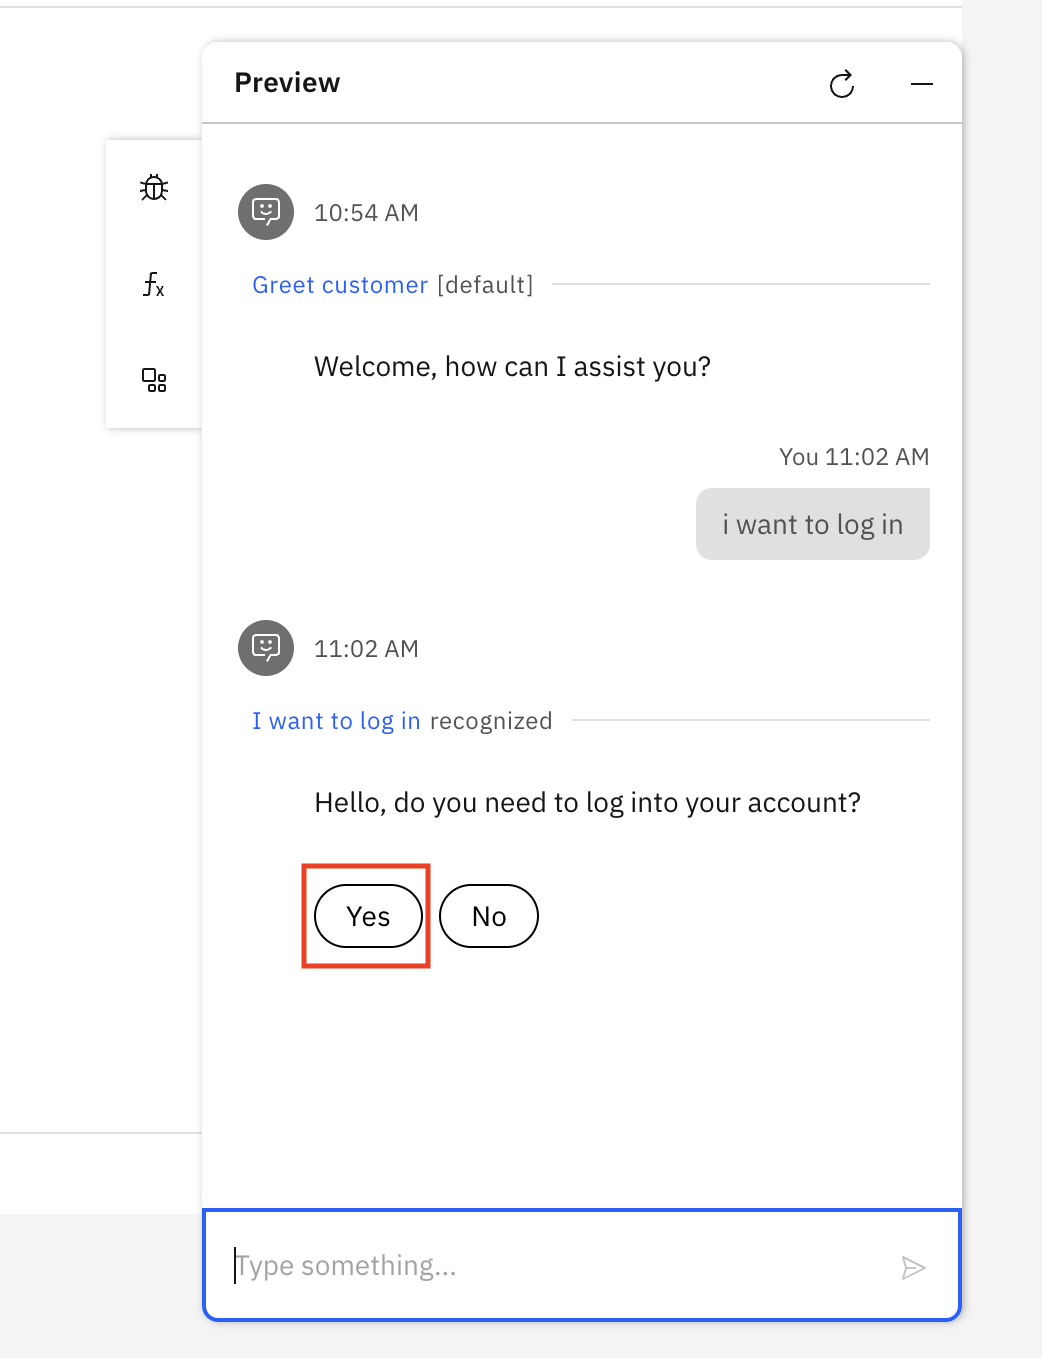 Preview
10:54 AM
Greet customer [default]
Welcome, how can I assist you?
You 11:02 AM
i want to log in
11:02 AM
I want to log in recognized
Hello, do you need to log into your account?
Yes No
Type something...